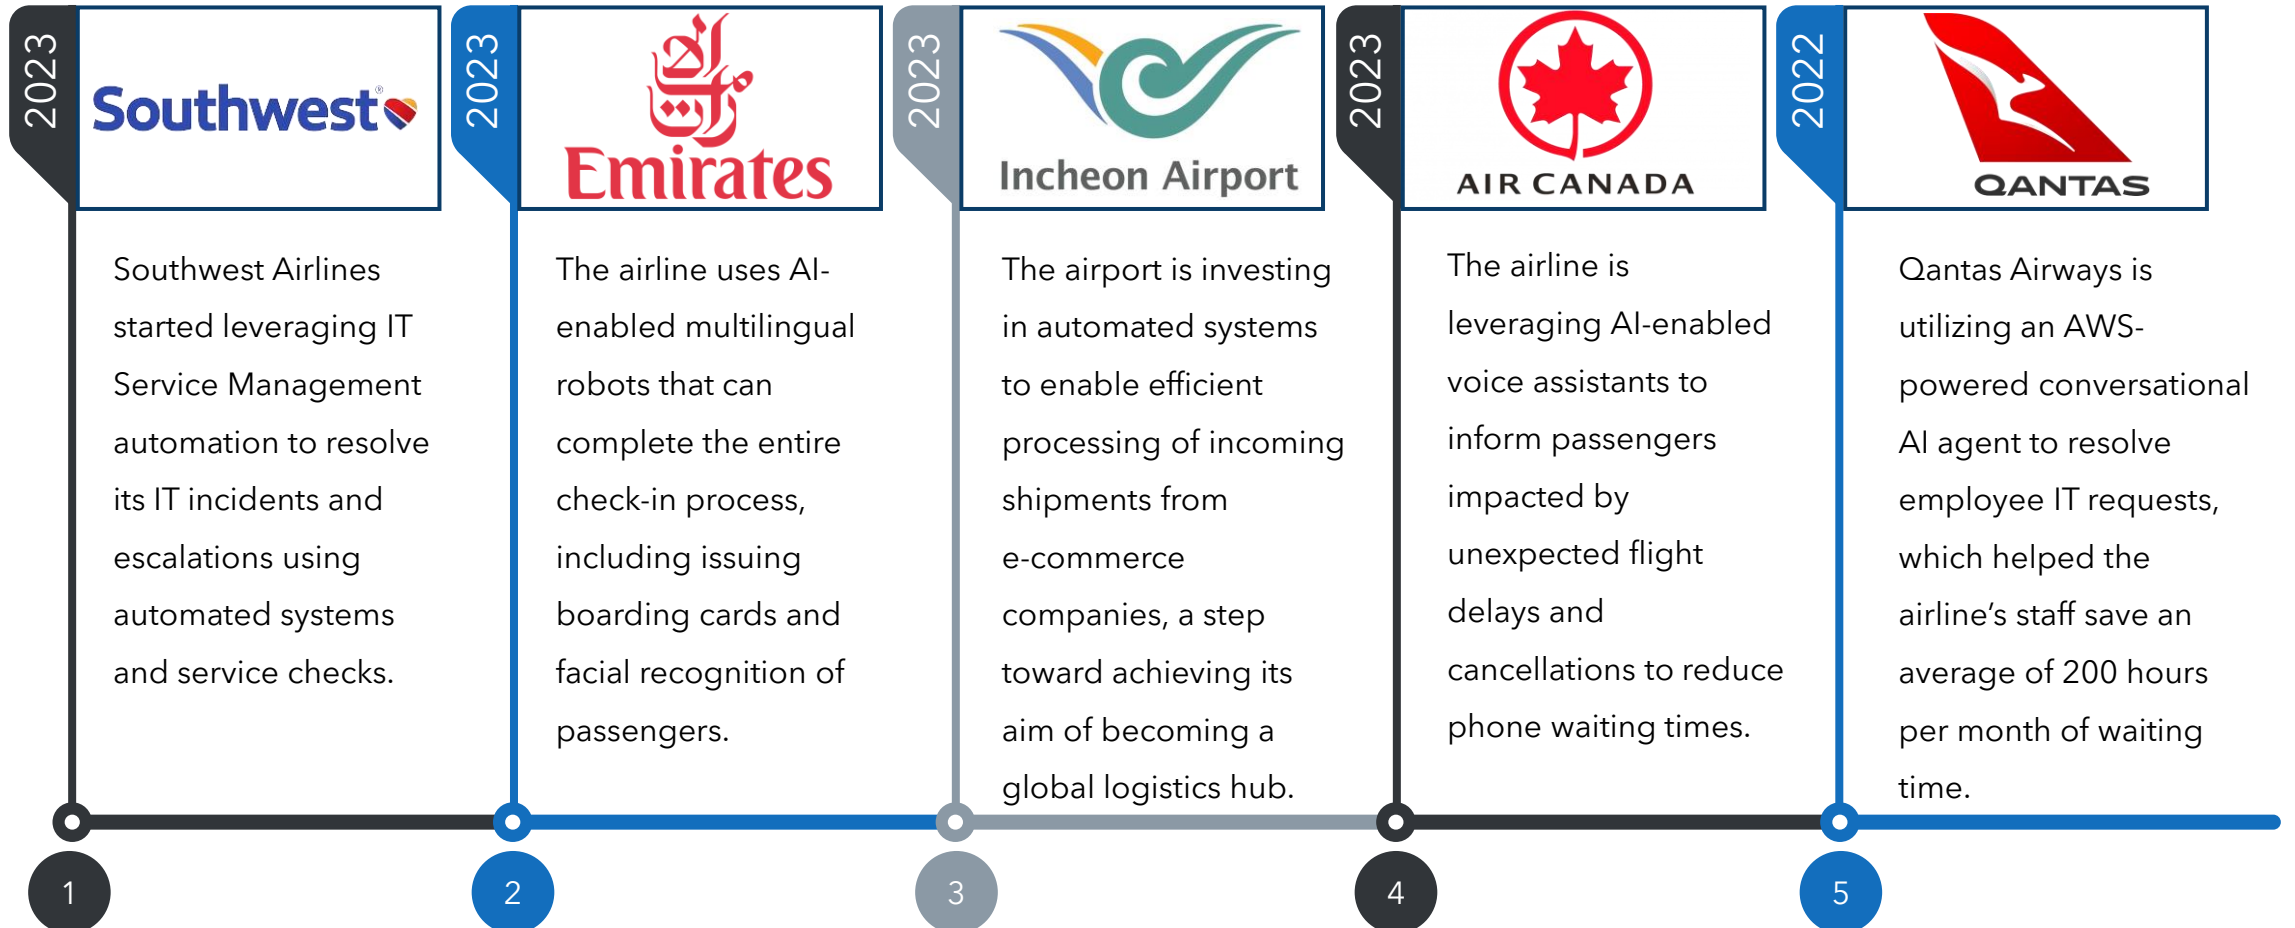 2023
Southwest®
Southwest Airlines
started leveraging IT
Service Management
automation to resolve
its IT incidents and
escalations using
automated systems
and service checks.
1
2023
الإمارات
Emirates
The airline uses AI-
enabled multilingual
robots that can
complete the entire
check-in process,
including issuing
boarding cards and
facial recognition of
passengers.
2
2023
Incheon Airport
The airport is investing
in automated systems
to enable efficient
processing of incoming
shipments from
e-commerce
companies, a step
toward achieving its
aim of becoming a
global logistics hub.
3
2023
AIR CANADA
The airline is
leveraging AI-enabled
voice assistants to
inform passengers
impacted by
unexpected flight
delays and
cancellations to reduce
phone waiting times.
4
2022
QANTAS
Qantas Airways is
utilizing an AWS-
powered conversational
AI agent to resolve
employee IT requests,
which helped the
airline’s staff save an
average of 200 hours
per month of waiting
time.
5